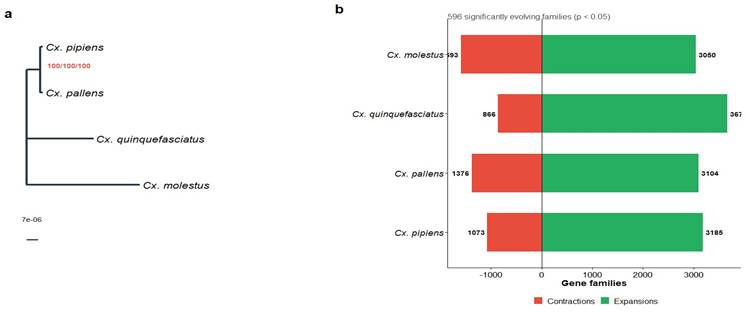 a
Cx. pipiens
100/100/100
Cx. pallens
Cx. quinquefasciatus
Cx. molestus
7e-06
b
596 significantly evolving families (p < 0.05)
Cx. molestus
3050
Cx. quinquefasciatus
866
Cx. pallens
1376
3104
Cx. pipiens
1073
3185
-1000
0
1000
2000
3000
Gene families
Contractions
Expansions